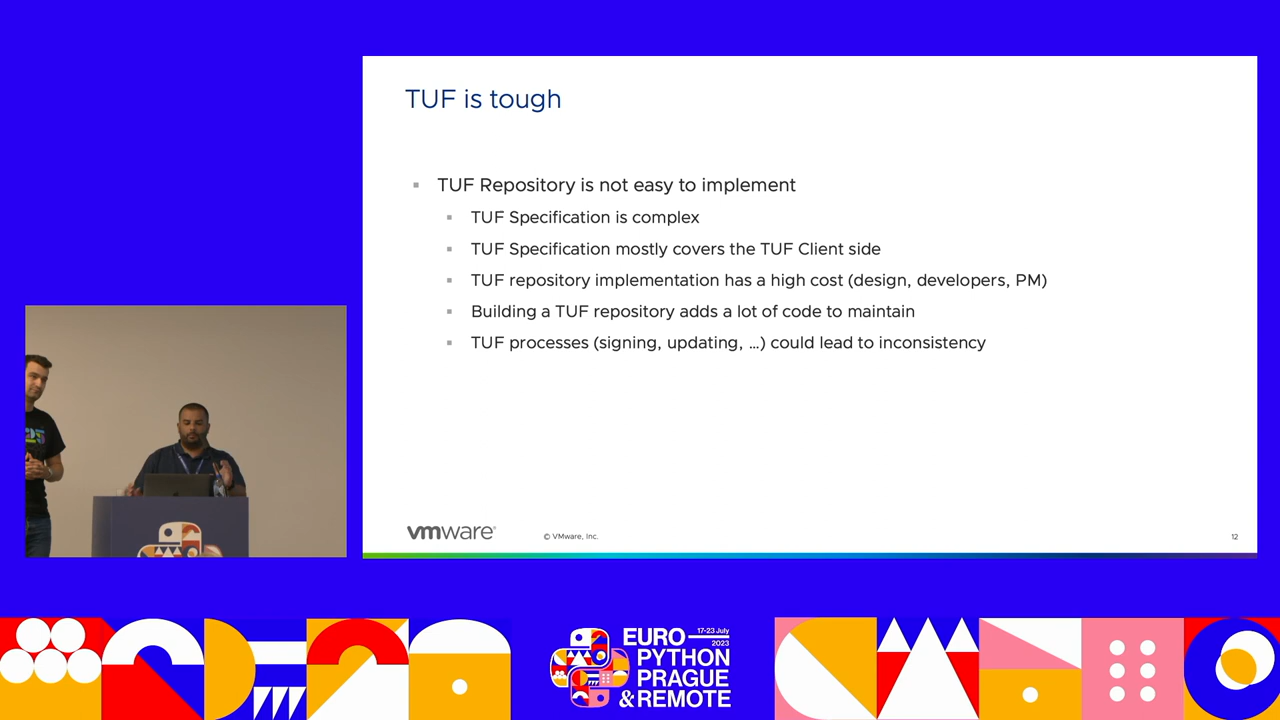 TUF is tough
TUF Repository is not easy to implement
TUF Specification is complex
TUF Specification mostly covers the TUF Client side
TUF repository implementation has a high cost (design, developers, PM)
Building a TUF repository adds a lot of code to maintain
TUF processes (signing, updating, ...) could lead to inconsistency
vmware®
© VMware, Inc.
12
EURO 17-23 July 2023
PYTHON
PRAGUE
& REMOTE